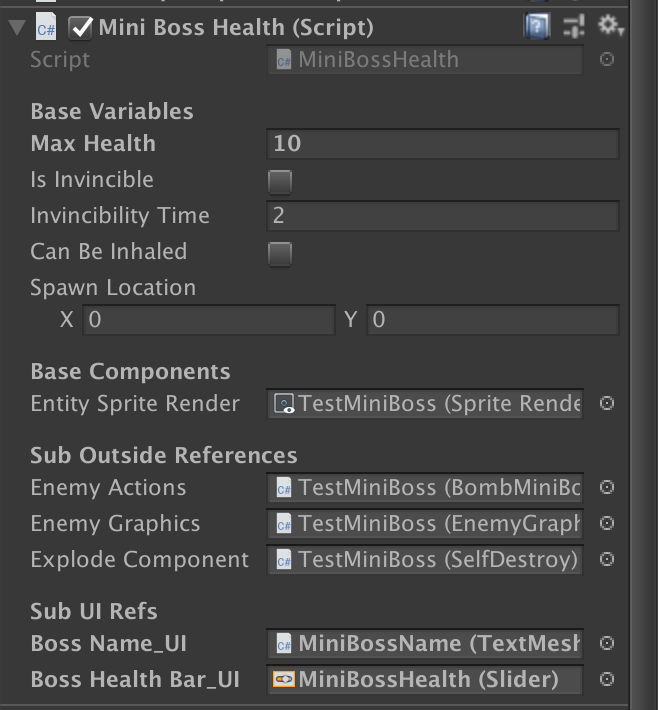 C# Mini Boss Health (Script)
Script C# MiniBossHealth
Base Variables
Max Health 10
Is Invincible
Invincibility Time 2
Can Be Inhaled
Spawn Location
X 0 Y 0
Base Components
Entity Sprite Render TestMiniBoss (Sprite Rende
Sub Outside References
Enemy Actions C# TestMiniBoss (BombMiniBo
Enemy Graphics C# TestMiniBoss (EnemyGraph
Explode Component C# TestMiniBoss (SelfDestroy)
Sub UI Refs
Boss Name_UI C# MiniBossName (TextMesh
Boss Health Bar_UI MiniBossHealth (Slider)